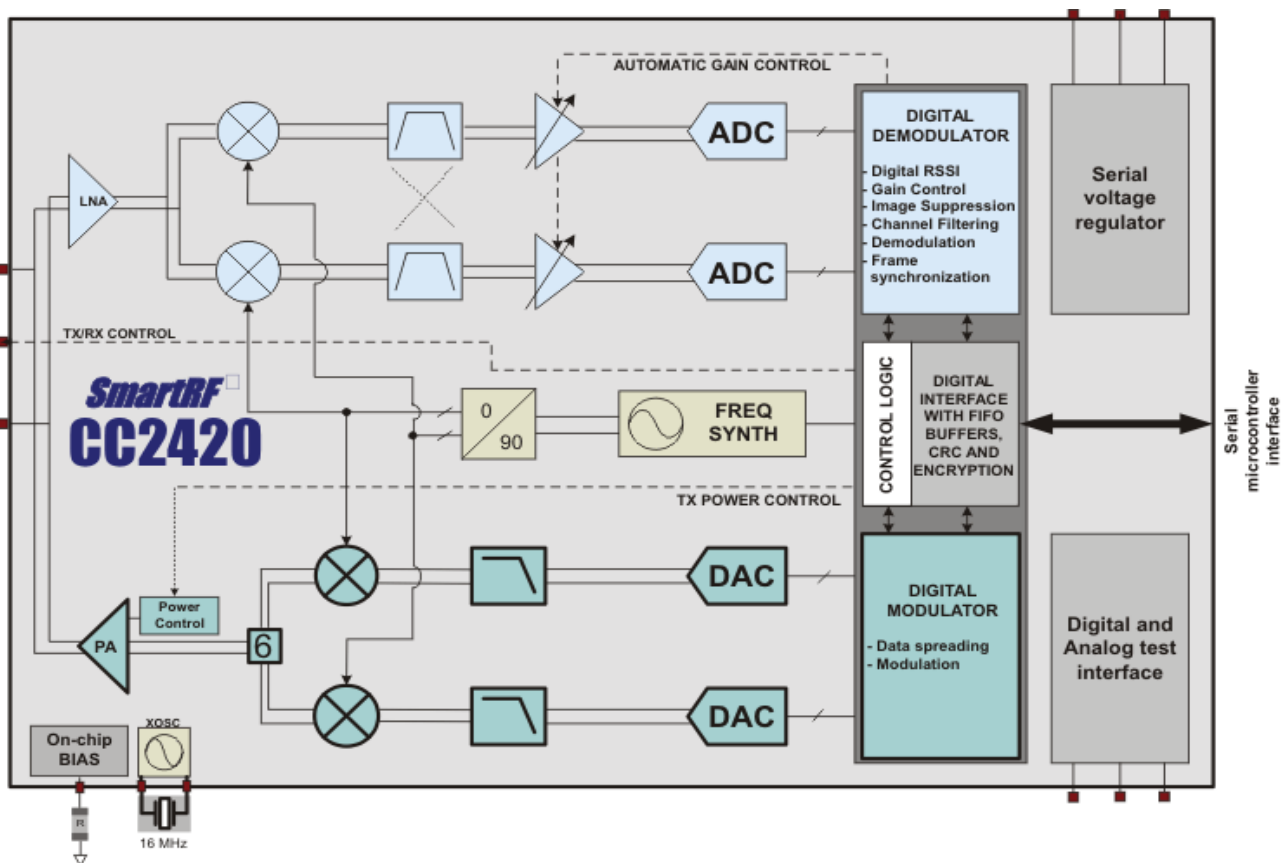 AUTOMATIC GAIN CONTROL
DIGITAL
DEMODULATOR
- Digital RSSI
- Gain Control
- Image Suppression
- Channel Filtering
- Demodulation
- Frame
synchronization
ADC
LNA
ADC
Serial
voltage
regulator
TX/RX CONTROL
SmartRF
CC2420
0
90
FREQ
SYNTH
CONTROL LOGIC
DIGITAL
INTERFACE
WITH FIFO
BUFFERS,
CRC AND
ENCRYPTION
Serial
microcontroller
interface
TX POWER CONTROL
Power
Control
PA
6
DAC
DAC
DIGITAL
MODULATOR
- Data spreading
- Modulation
Digital and
Analog test
interface
On-chip
BIAS
XOSC
R
16 MHz